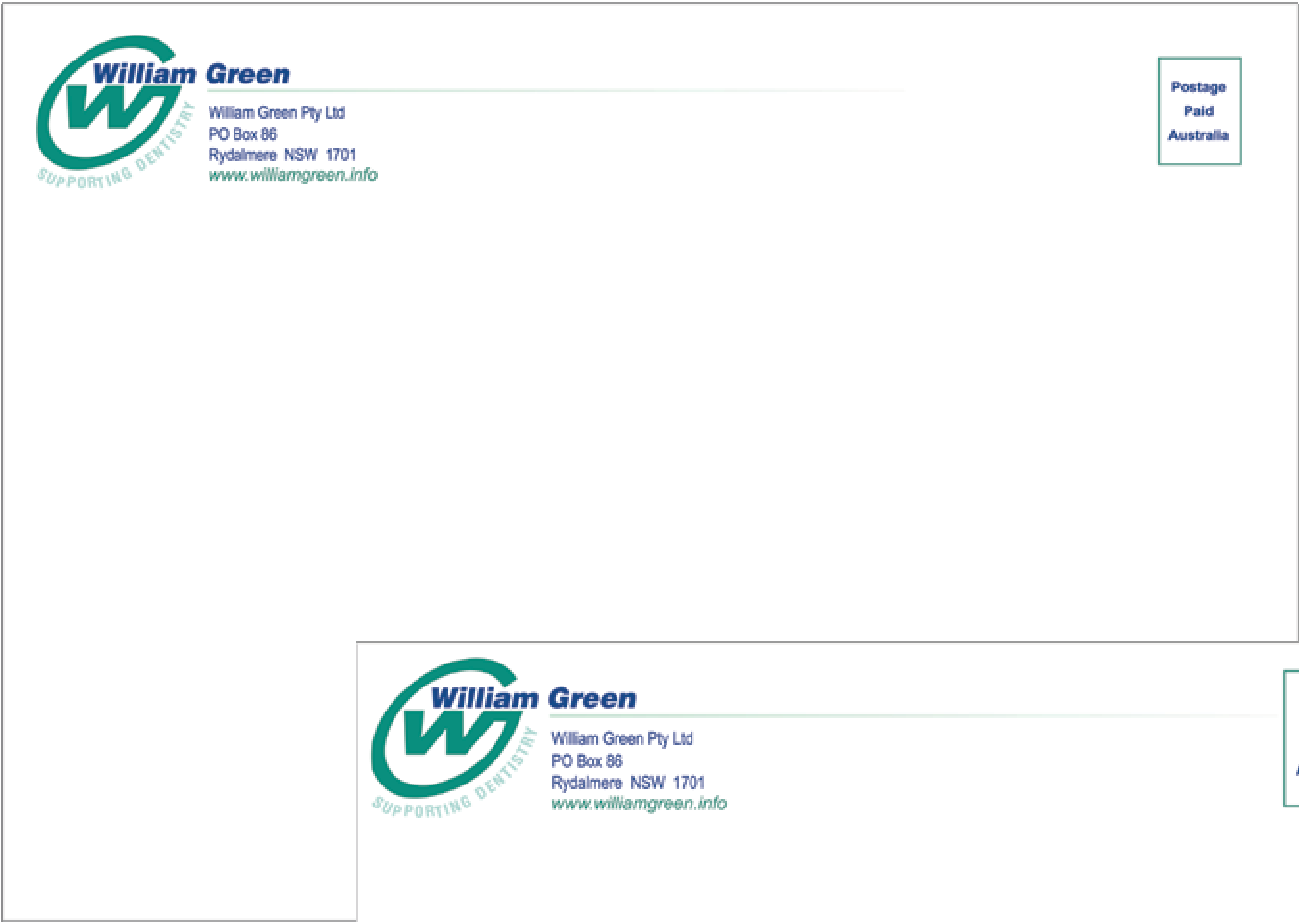 William Green
W
SUPPORTING DENTISTRY
William Green Pty Ltd
PO Box 86
Rydalmere NSW 1701
www.williamgreen.info
Postage
Paid
Australia
William Green
W
SUPPORTING DENTISTRY
William Green Pty Ltd
PO Box 86
Rydalmere NSW 1701
www.williamgreen.info